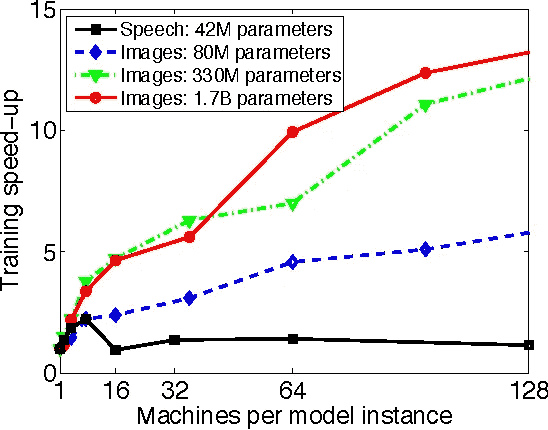 15
Speech: 42M parameters
Images: 80M parameters
Images: 330M parameters
Images: 1.7B parameters
10
Training speed−up
5
0
1 16 32 64 128
Machines per model instance